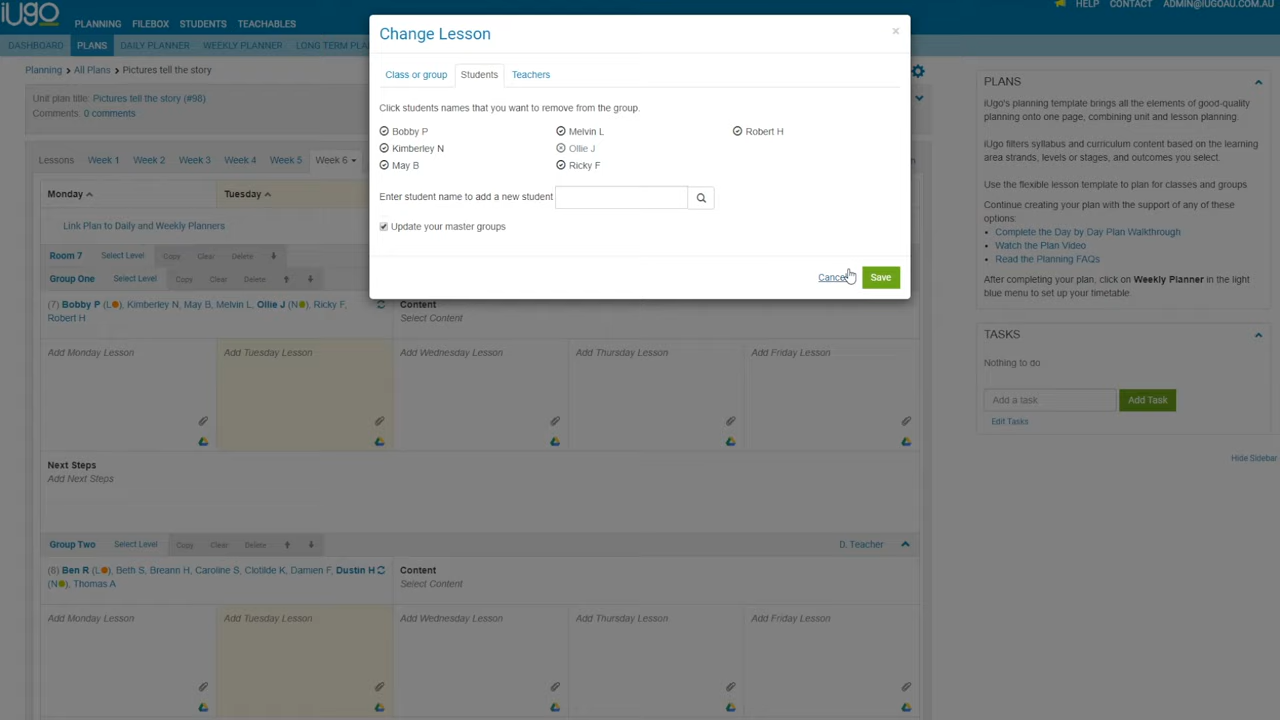 iUgo
PLANNING FILEBOX STUDENTS TEACHABLES
HELP CONTACT ADMIN@IUGOAU.COM.AU
DASHBOARD PLANS DAILY PLANNER WEEKLY PLANNER LONG TERM PLAN
Planning > All Plans > Pictures tell the story
Unit plan title: Pictures tell the story (#98)
Comments: 0 comments
Change Lesson ×
Class or group Students Teachers
Click students names that you want to remove from the group.
Bobby P Melvin L Robert H
Kimberley N Ollie J
May B Ricky F
Enter student name to add a new student
Update your master groups
Cancel Save
Lessons Week 1 Week 2 Week 3 Week 4 Week 5 Week 6
Monday Tuesday
Link Plan to Daily and Weekly Planners
Room 7 Select Level Copy Clear Delete
Group One Select Level Copy Clear Delete
(7) Bobby P (L), Kimberley N, May B, Melvin L, Ollie J (N), Ricky F,
Robert H
Content
Select Content
Add Monday Lesson Add Tuesday Lesson Add Wednesday Lesson Add Thursday Lesson Add Friday Lesson
Next Steps
Add Next Steps
Group Two Select Level Copy Clear Delete D. Teacher
(8) Ben R (L), Beth S, Breann H, Caroline S, Clotilde K, Damien F, Dustin H
(N), Thomas A
Content
Select Content
Add Monday Lesson Add Tuesday Lesson Add Wednesday Lesson Add Thursday Lesson Add Friday Lesson
PLANS
iUgo's planning template brings all the elements of good-quality
planning onto one page, combining unit and lesson planning.
iUgo filters syllabus and curriculum content based on the learning
area strands, levels or stages, and outcomes you select.
Use the flexible lesson template to plan for classes and groups
Continue creating your plan with the support of any of these
options:
Complete the Day by Day Plan Walkthrough
Watch the Plan Video
Read the Planning FAQs
After completing your plan, click on Weekly Planner in the light
blue menu to set up your timetable.
TASKS
Nothing to do
Add a task Add Task
Edit Tasks
Hide Sidebar